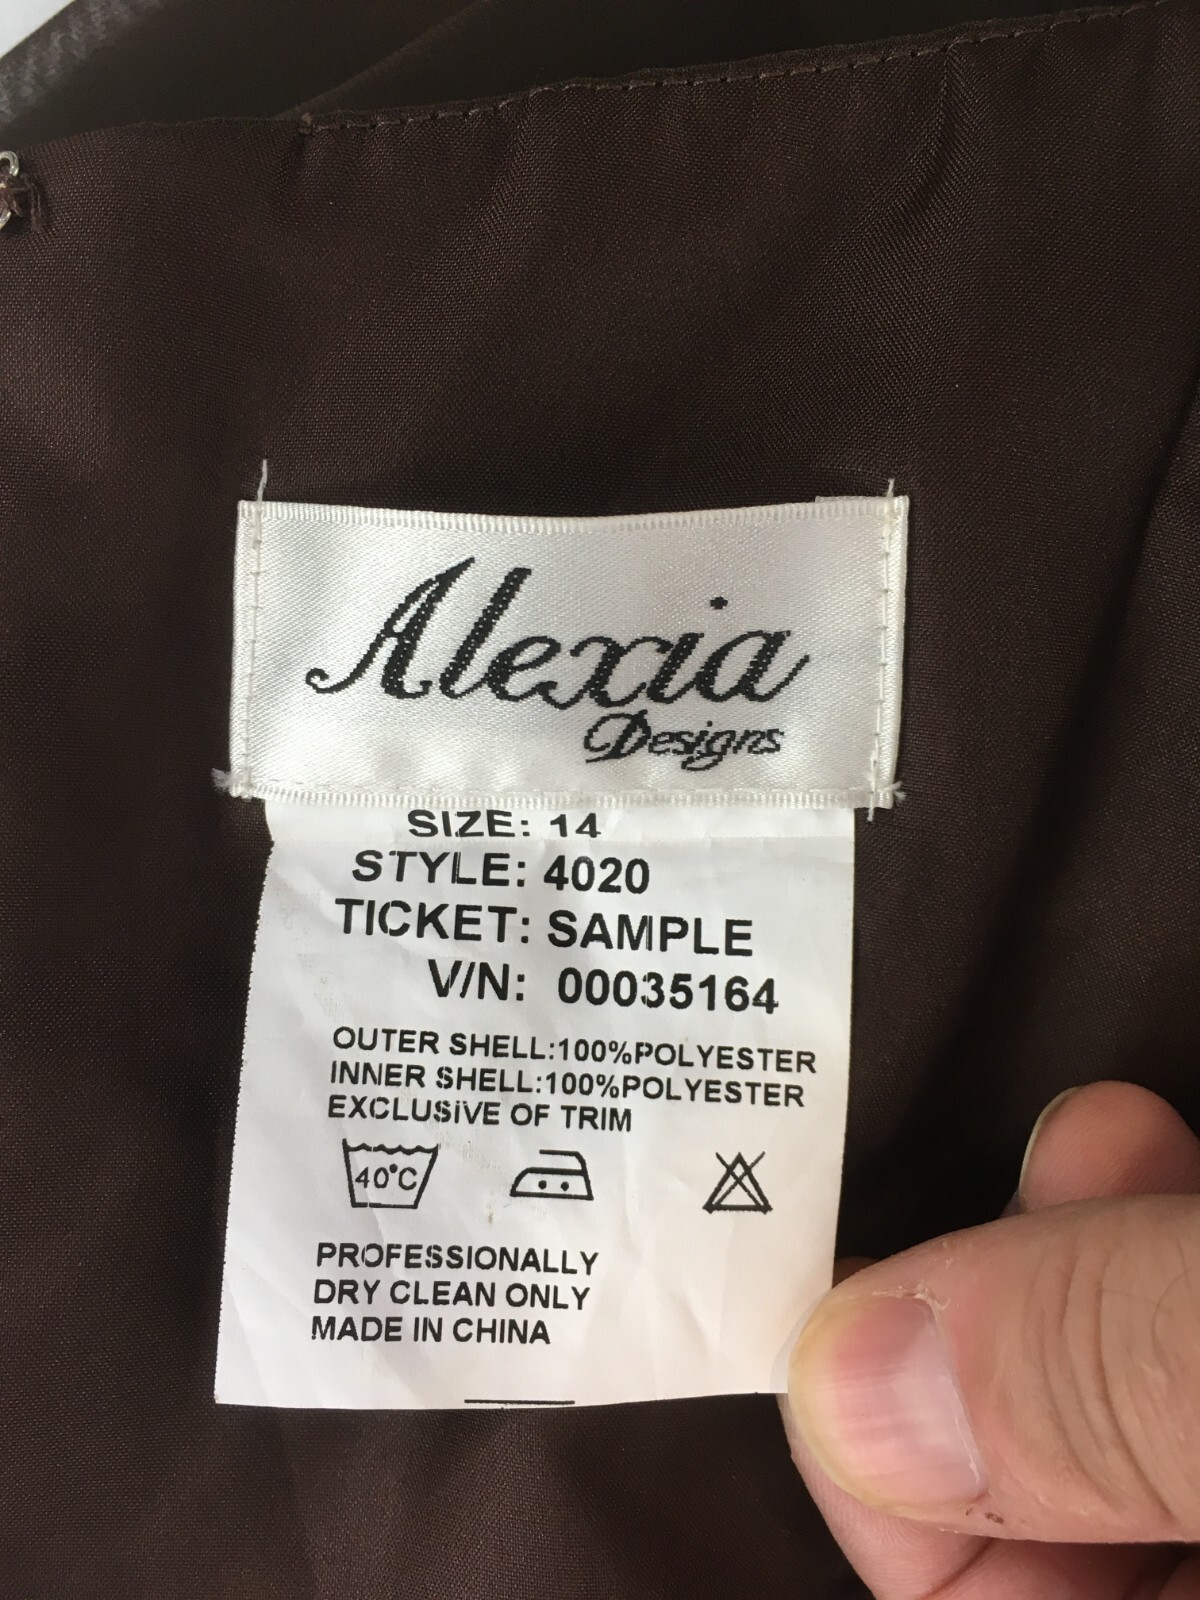 Alexia
Designs
SIZE: 14
STYLE: 4020
TICKET: SAMPLE
V/N: 00035164
OUTER SHELL:100%POLYESTER
INNER SHELL:100%POLYESTER
EXCLUSIVE OF TRIM
40°C
PROFESSIONALLY
DRY CLEAN ONLY
MADE IN CHINA